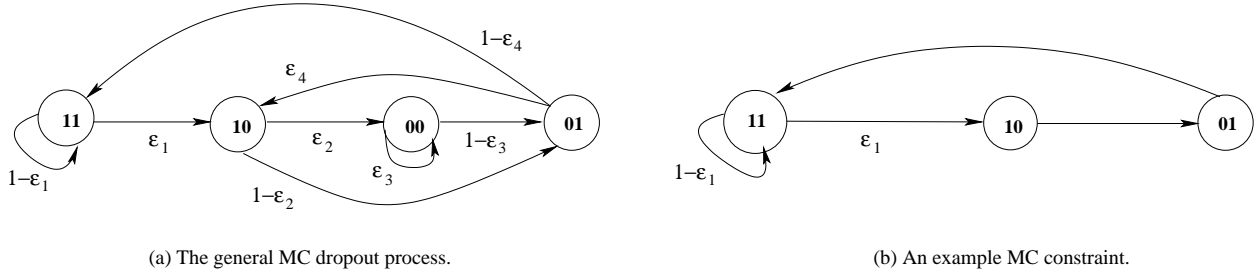 1−ε4
ε4
11
ε1
10
ε2
00
1−ε3
01
1−ε1
ε3
1−ε2
(a) The general MC dropout process.
11
ε1
10
01
1−ε1
(b) An example MC constraint.